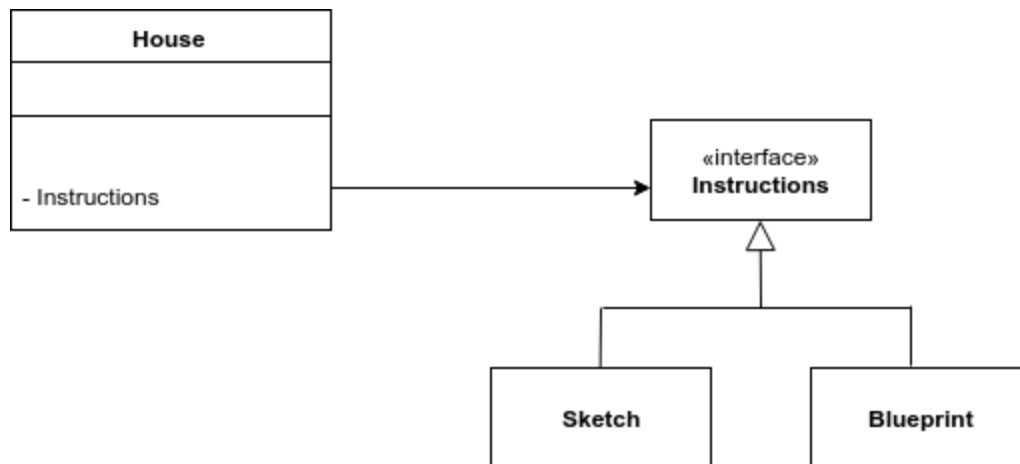 House
- Instructions
«interface»
Instructions
Sketch
Blueprint